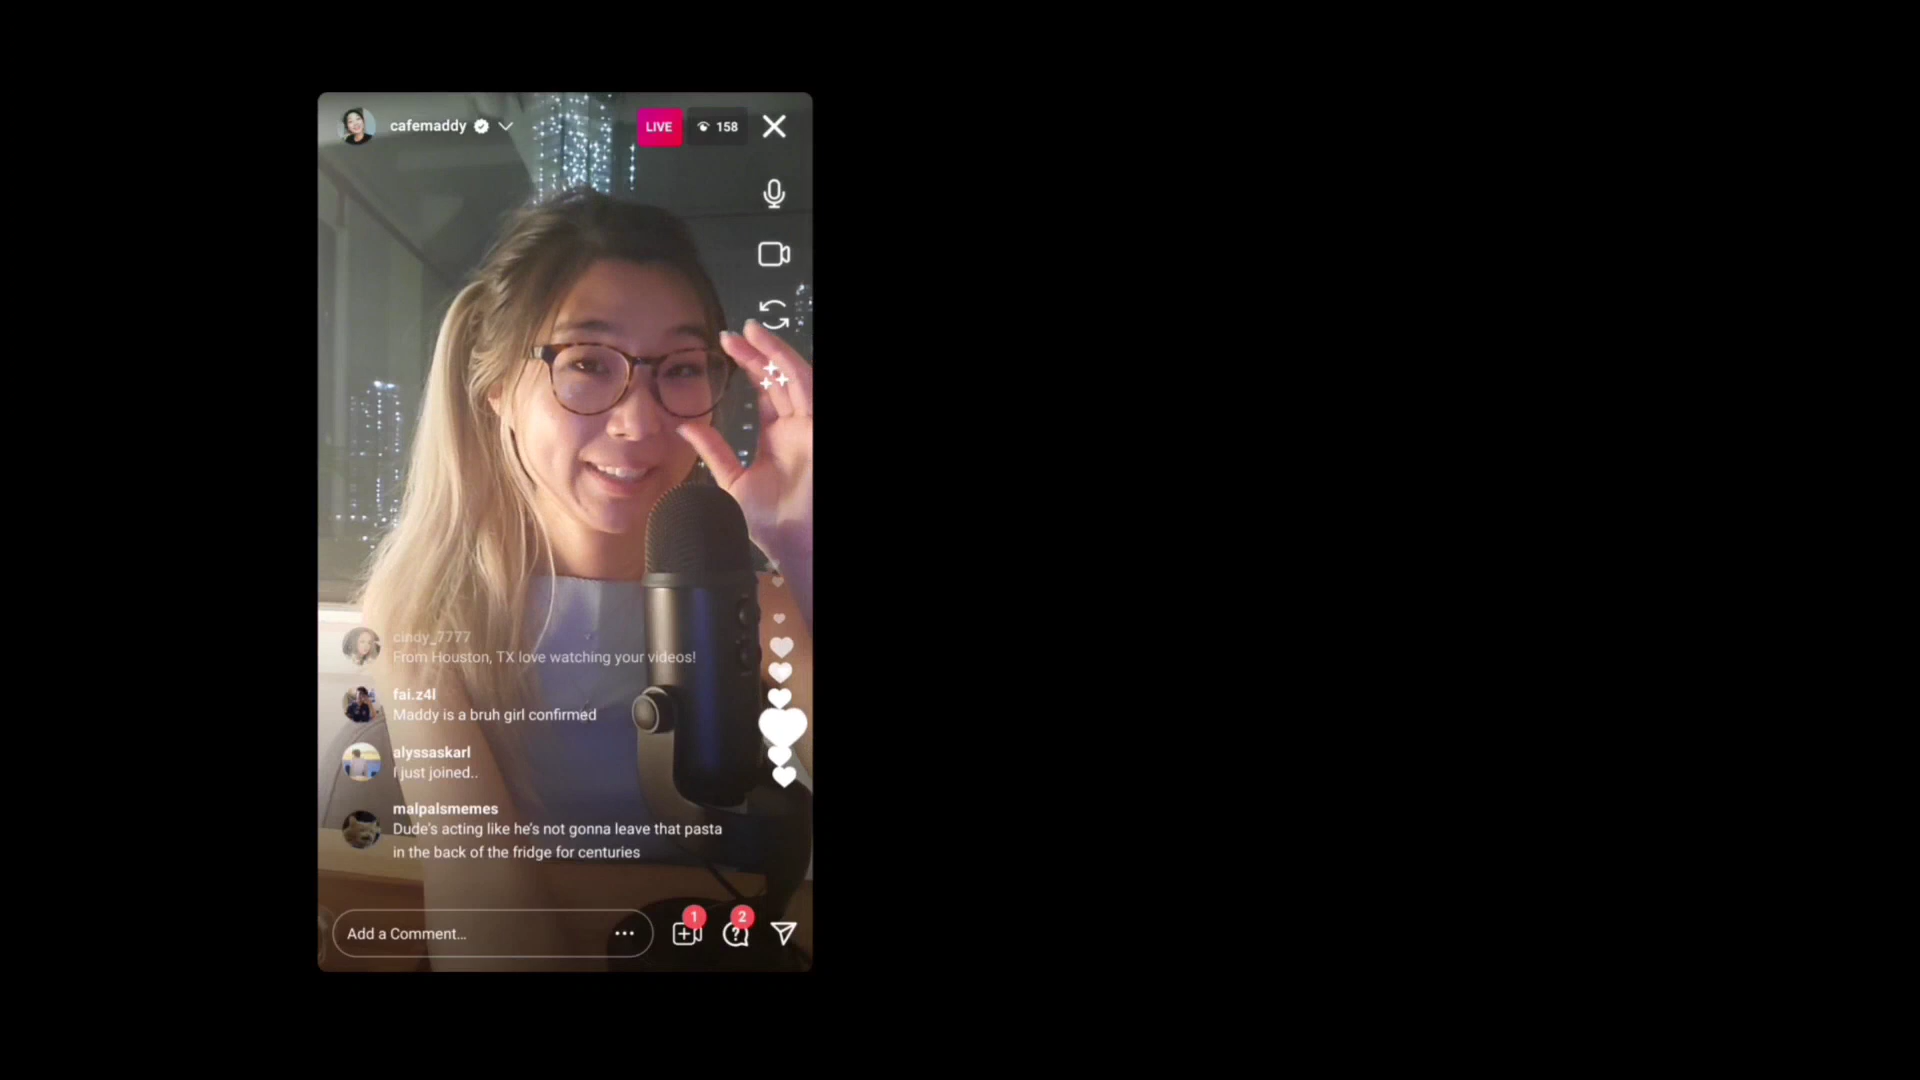 cafemaddy
LIVE
158
cindy_7777
From Houston, TX love watching your videos!
fai.z4l
Maddy is a bruh girl confirmed
alyssaskarl
I just joined..
malpalsmemes
Dude's acting like he's not gonna leave that pasta
in the back of the fridge for centuries
Add a Comment...
1
2